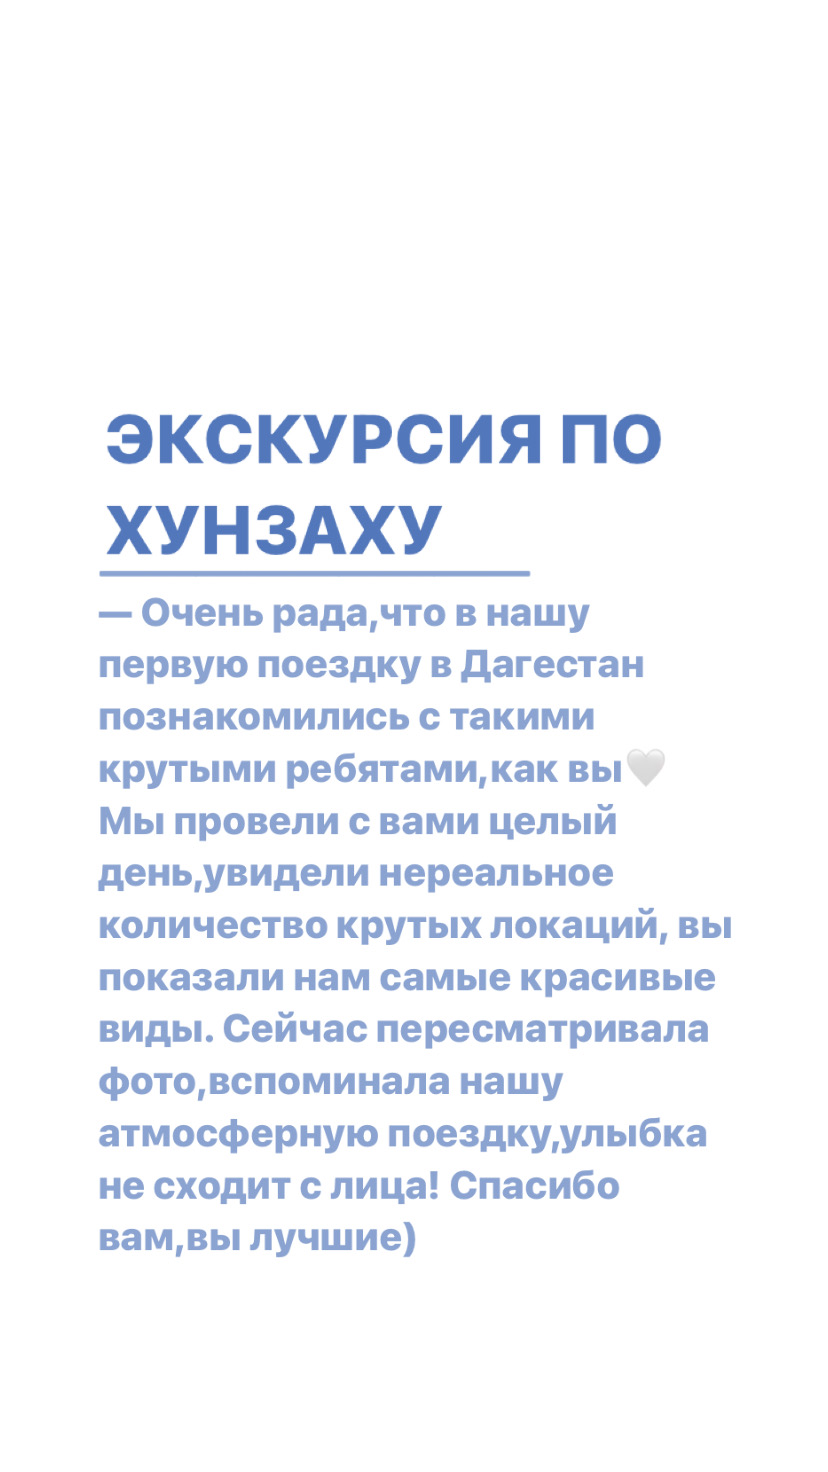 ЭКСКУРСИЯ ПО
ХУНЗАХУ
— Очень рада,что в нашу
первую поездку в Дагестан
познакомились с такими
крутыми ребятами,как вы🤍
Мы провели с вами целый
день,увидели нереальное
количество крутых локаций, вы
показали нам самые красивые
виды. Сейчас пересматривала
фото,вспоминала нашу
атмосферную поездку,улыбка
не сходит с лица! Спасибо
вам,вы лучшие)